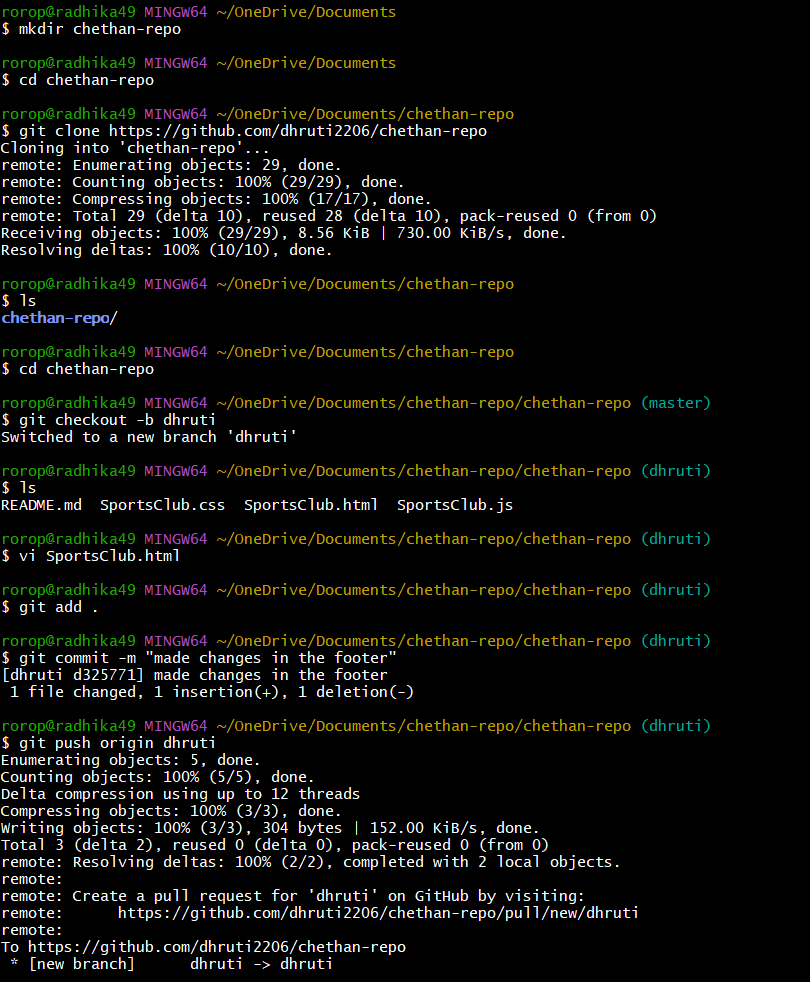 rorop@radhika49 MINGW64 ~/OneDrive/Documents
$ mkdir chethan-repo
rorop@radhika49 MINGW64 ~/OneDrive/Documents
$ cd chethan-repo
rorop@radhika49 MINGW64 ~/OneDrive/Documents/chethan-repo
$ git clone https://github.com/dhruti2206/chethan-repo
Cloning into 'chethan-repo'...
remote: Enumerating objects: 29, done.
remote: Counting objects: 100% (29/29), done.
remote: Compressing objects: 100% (17/17), done.
remote: Total 29 (delta 10), reused 28 (delta 10), pack-reused 0 (from 0)
Receiving objects: 100% (29/29), 8.56 KiB | 730.00 KiB/s, done.
Resolving deltas: 100% (10/10), done.
rorop@radhika49 MINGW64 ~/OneDrive/Documents/chethan-repo
$ ls
chethan-repo/
rorop@radhika49 MINGW64 ~/OneDrive/Documents/chethan-repo
$ cd chethan-repo
rorop@radhika49 MINGW64 ~/OneDrive/Documents/chethan-repo/chethan-repo (master)
$ git checkout -b dhruti
Switched to a new branch 'dhruti'
rorop@radhika49 MINGW64 ~/OneDrive/Documents/chethan-repo/chethan-repo (dhruti)
$ ls
README.md  SportsClub.css  SportsClub.html  SportsClub.js
rorop@radhika49 MINGW64 ~/OneDrive/Documents/chethan-repo/chethan-repo (dhruti)
$ vi SportsClub.html
rorop@radhika49 MINGW64 ~/OneDrive/Documents/chethan-repo/chethan-repo (dhruti)
$ git add .
rorop@radhika49 MINGW64 ~/OneDrive/Documents/chethan-repo/chethan-repo (dhruti)
$ git commit -m "made changes in the footer"
[dhruti d325771] made changes in the footer
 1 file changed, 1 insertion(+), 1 deletion(-)
rorop@radhika49 MINGW64 ~/OneDrive/Documents/chethan-repo/chethan-repo (dhruti)
$ git push origin dhruti
Enumerating objects: 5, done.
Counting objects: 100% (5/5), done.
Delta compression using up to 12 threads
Compressing objects: 100% (3/3), done.
Writing objects: 100% (3/3), 304 bytes | 152.00 KiB/s, done.
Total 3 (delta 2), reused 0 (delta 0), pack-reused 0 (from 0)
remote: Resolving deltas: 100% (2/2), completed with 2 local objects.
remote:
remote: Create a pull request for 'dhruti' on GitHub by visiting:
remote:      https://github.com/dhruti2206/chethan-repo/pull/new/dhruti
remote:
To https://github.com/dhruti2206/chethan-repo
 * [new branch]      dhruti -> dhruti